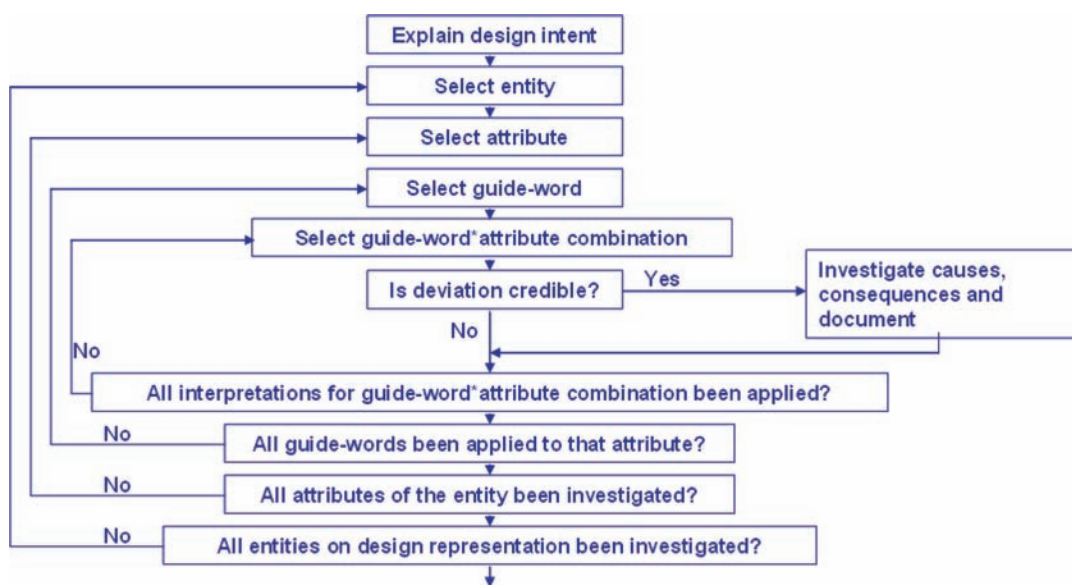 Explain design intent
Select entity
Select attribute
Select guide-word
Select guide-word*attribute combination
Is deviation credible?
Yes
Investigate causes,
consequences and
document
No
No
All interpretations for guide-word*attribute combination been applied?
No
All guide-words been applied to that attribute?
No
All attributes of the entity been investigated?
No
All entities on design representation been investigated?